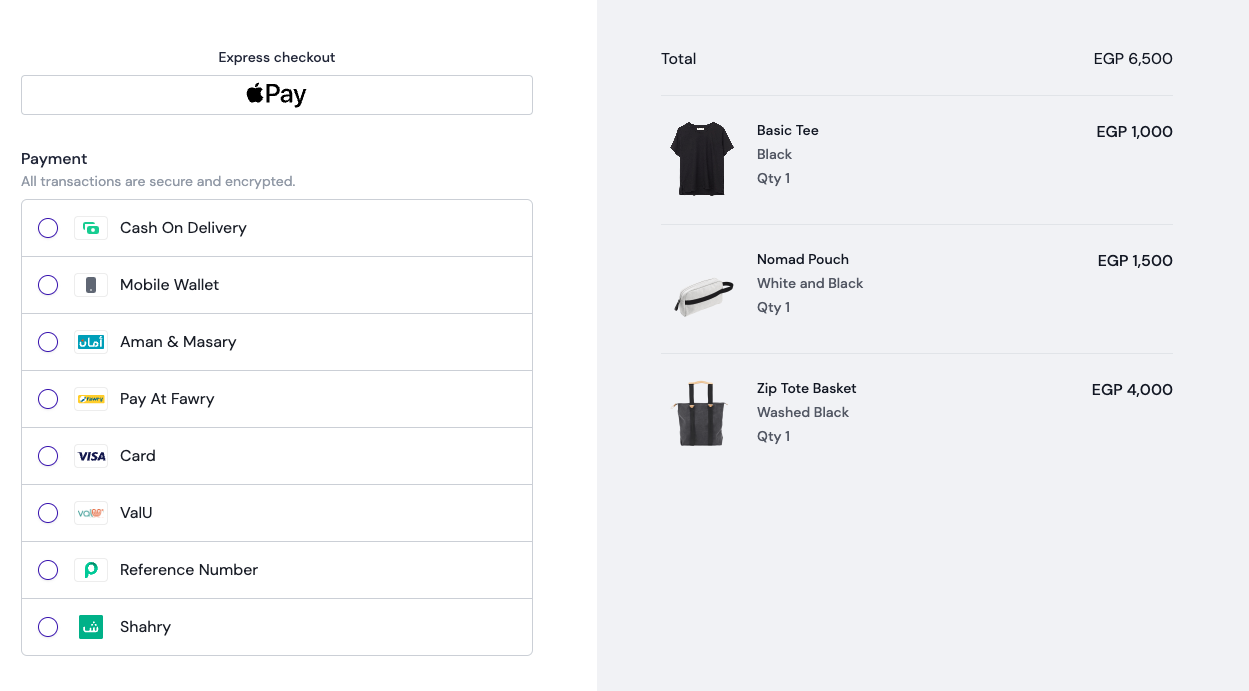 Express checkout
Pay
Payment
All transactions are secure and encrypted.
Cash On Delivery
Mobile Wallet
أمان Aman & Masary
fawry Pay At Fawry
VISA Card
valU ValU
Reference Number
ش Shahry
Total EGP 6,500
Basic Tee EGP 1,000
Black
Qty 1
Nomad Pouch EGP 1,500
White and Black
Qty 1
Zip Tote Basket EGP 4,000
Washed Black
Qty 1